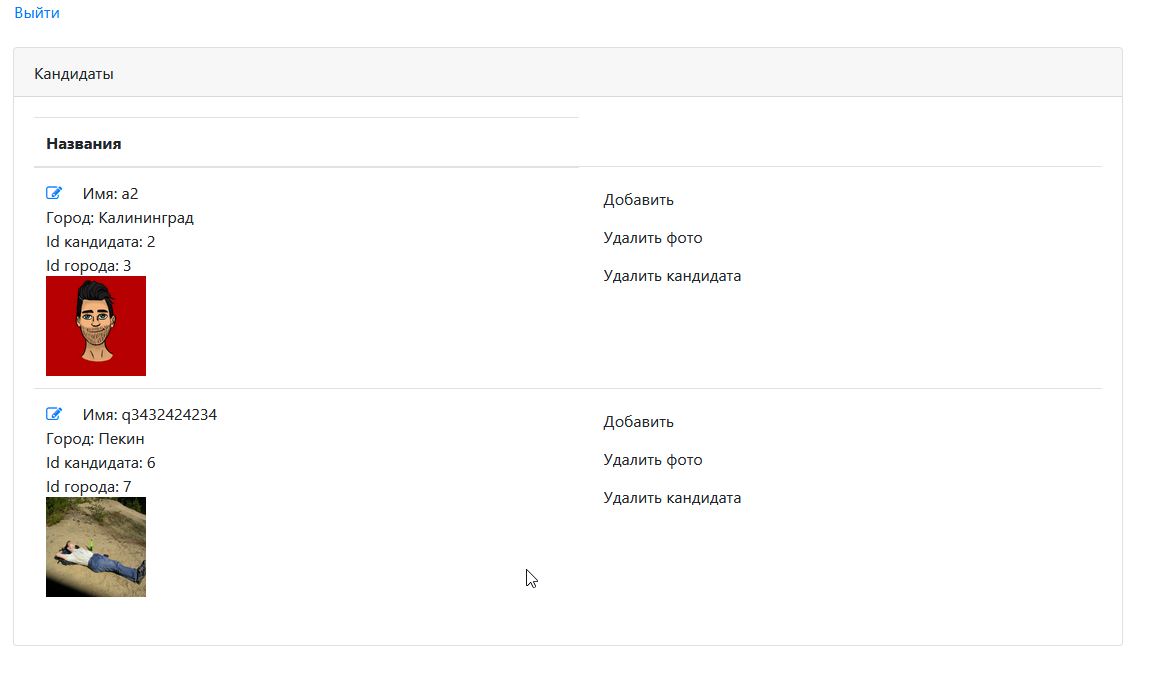 Выйти
Кандидаты
Названия
Имя: a2
Город: Калининград
Id кандидата: 2
Id города: 3
Добавить
Удалить фото
Удалить кандидата
Имя: q3432424234
Город: Пекин
Id кандидата: 6
Id города: 7
Добавить
Удалить фото
Удалить кандидата